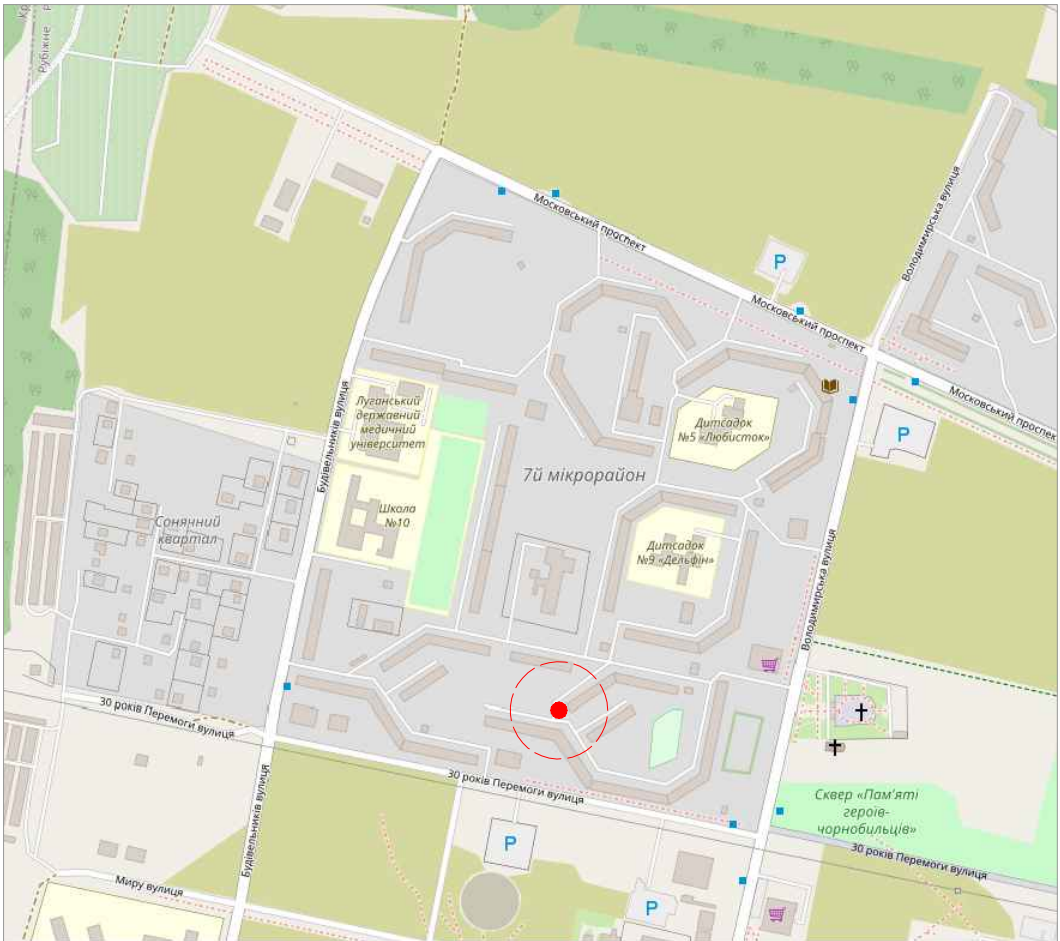 Кр
Рубіжне р
Московський проспект
Володимирська вулиця
P
Московський проспект
Московський проспек
P
Луганський
державний
медичний
університет
Дитсадок
№5 «Любисток»
Будівельників вулиця
7й мікрорайон
Школа
№10
Сонячний
квартал
Дитсадок
№9 «Дельфін»
Володимирська вулиця
30 років Перемоги вулиця
30 років Перемоги вулиця
Сквер «Пам'яті
героїв-
чорнобильців»
Будівельників вулиця
P
30 років Перемоги вулиця
Миру вулиця
P